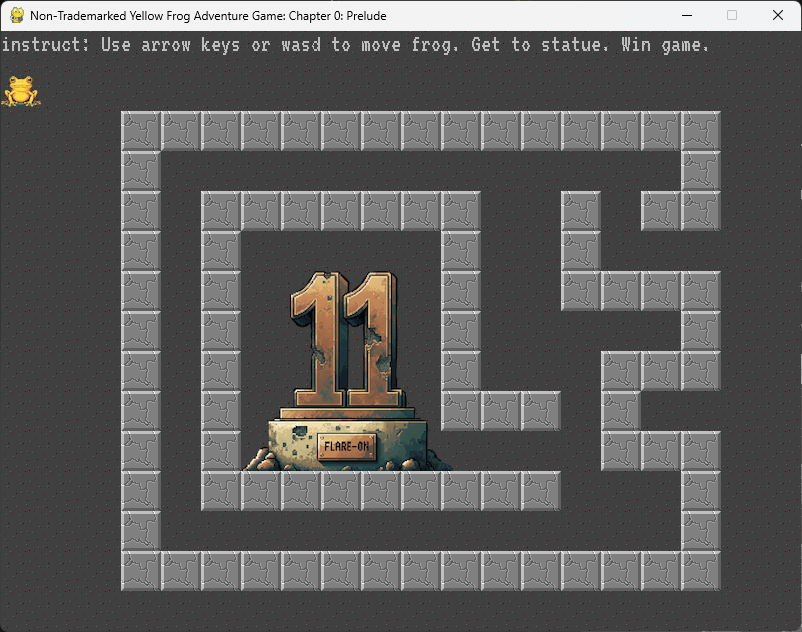 Non-Trademarked Yellow Frog Adventure Game: Chapter 0: Prelude
instruct: Use arrow keys or wasd to move frog. Get to statue. Win game.
11
FLARE-ON